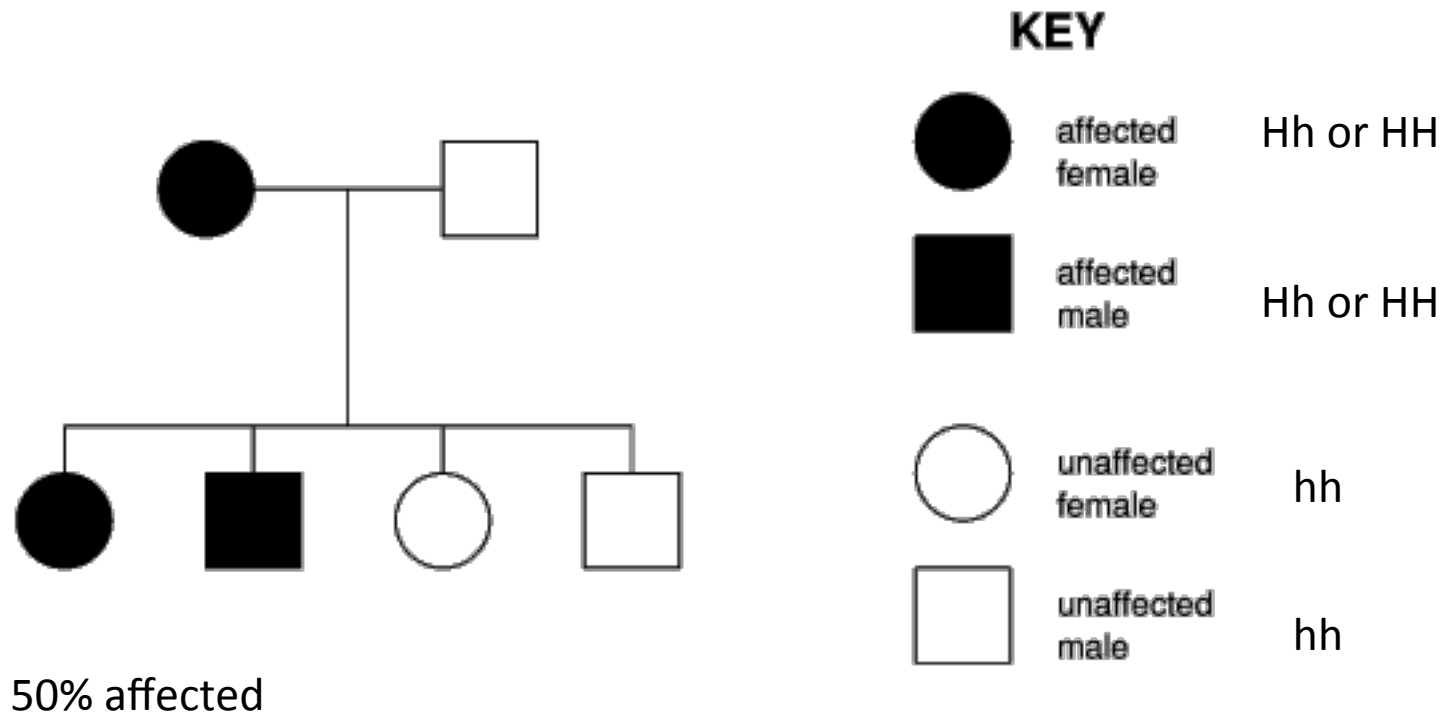 KEY
affected
female
Hh or HH
affected
male
Hh or HH
unaffected
female
hh
unaffected
male
hh
50% affected